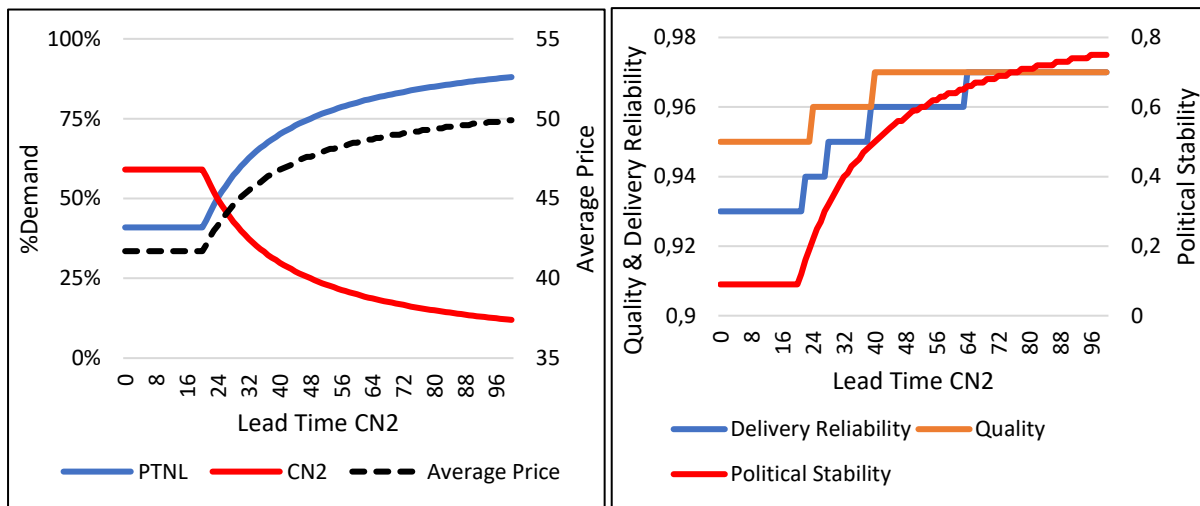 100%
75%
50%
25%
0%
%Demand
55
50
45
40
35
Average Price
0 8 16 24 32 40 48 56 64 72 80 88 96
Lead Time CN2
PTNL CN2 Average Price
0,98
0,96
0,94
0,92
0,9
Quality & Delivery Reliability
0,8
0,6
0,4
0,2
0
Political Stability
0 8 16 24 32 40 48 56 64 72 80 88 96
Lead Time CN2
Delivery Reliability Quality
Political Stability